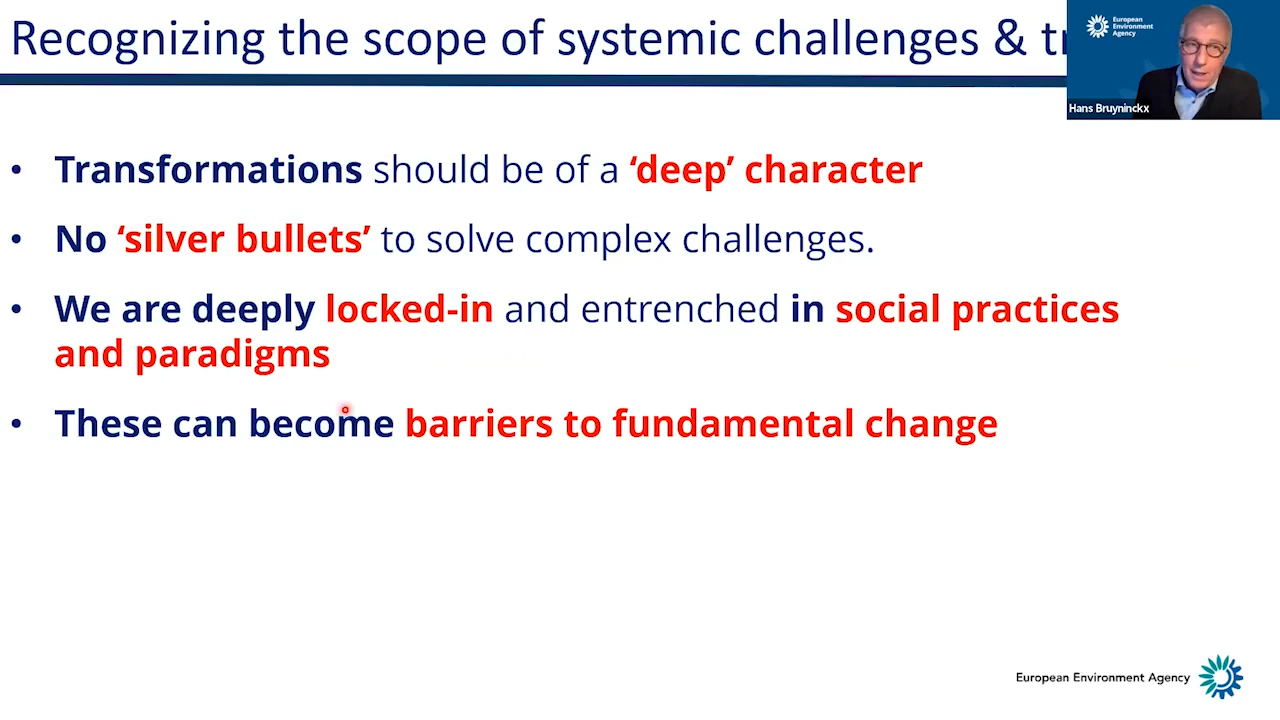 Recognizing the scope of systemic challenges & tr
European
Environment
Agency
Hans Bruyninckx
• Transformations should be of a ‘deep’ character
• No ‘silver bullets’ to solve complex challenges.
• We are deeply locked-in and entrenched in social practices
and paradigms
• These can become barriers to fundamental change
European Environment Agency